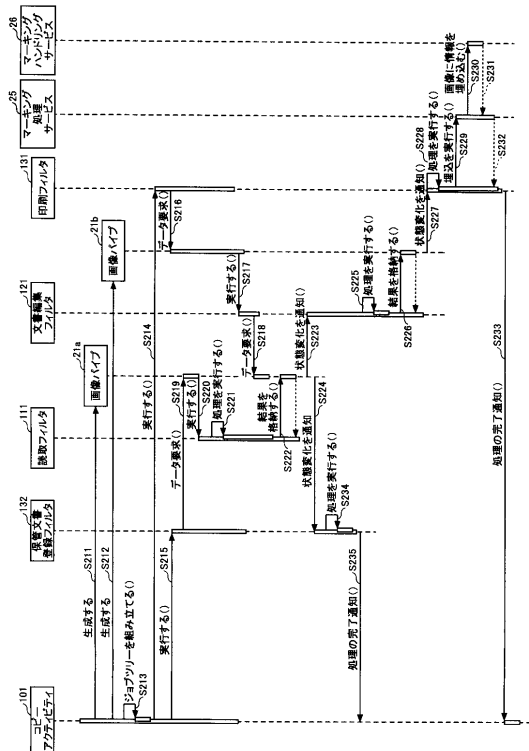 101
コピー
アクティビティ
132
保管文書
登録フィルタ
111
読取フィルタ
121
文書編集
フィルタ
131
印刷フィルタ
25
マーキング
処理
サービス
26
マーキング
ハンドリング
サービス
21a
画像パイプ
21b
画像パイプ
生成する()
S211
生成する()
S212
ジョブツリーを組み立てる()
S213
実行する()
S214
実行する()
S215
データ要求()
S216
実行する()
S217
データ要求()
S218
データ要求()
S219
実行する()
S220
処理を実行する()
S221
結果を
格納する()
S222
状態変化を通知()
S223
状態変化を通知
S224
処理を実行する()
S225
結果を格納する()
S226
状態変化を通知()
S227
処理を実行する()
S228
埋込を実行する()
S229
画像に情報を
埋め込む()
S230
S231
S232
処理の完了通知()
S233
処理を実行する()
S234
処理の完了通知()
S235